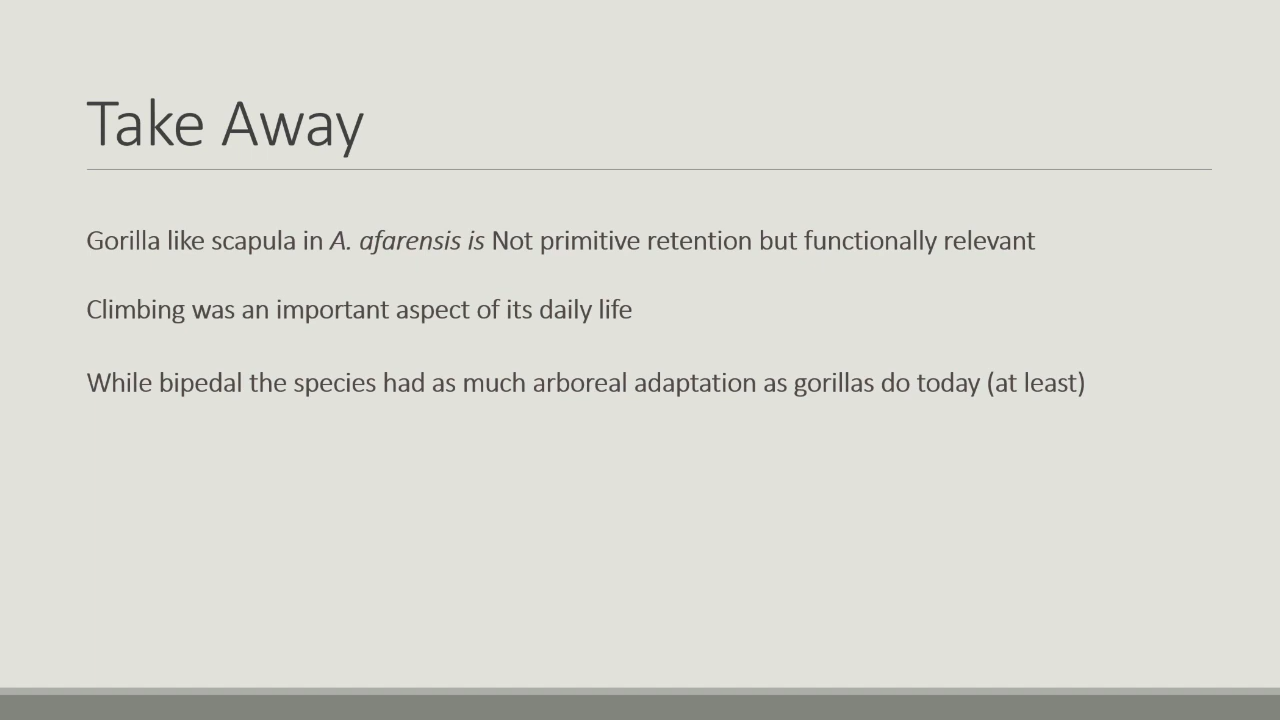 Take Away
Gorilla like scapula in A. afarensis is Not primitive retention but functionally relevant
Climbing was an important aspect of its daily life
While bipedal the species had as much arboreal adaptation as gorillas do today (at least)